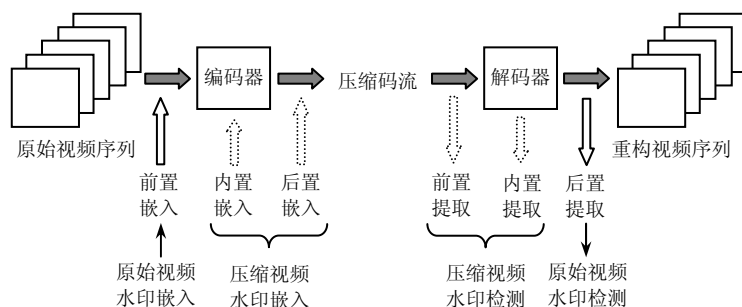 编码器
压缩码流
解码器
原始视频序列
重构视频序列
前置
嵌入
内置
嵌入
后置
嵌入
前置
提取
内置
提取
后置
提取
原始视频
水印嵌入
压缩视频
水印嵌入
压缩视频
水印检测
原始视频
水印检测